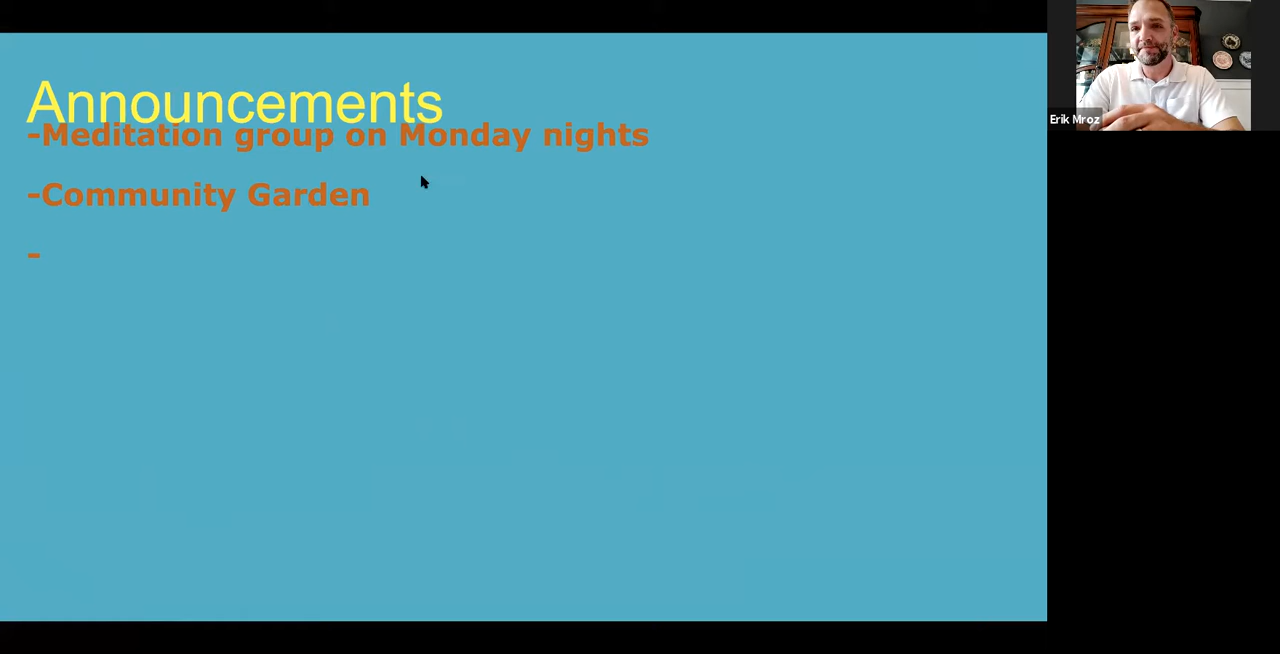 Announcements
-Meditation group on Monday nights
-Community Garden
-
Erik Mroz